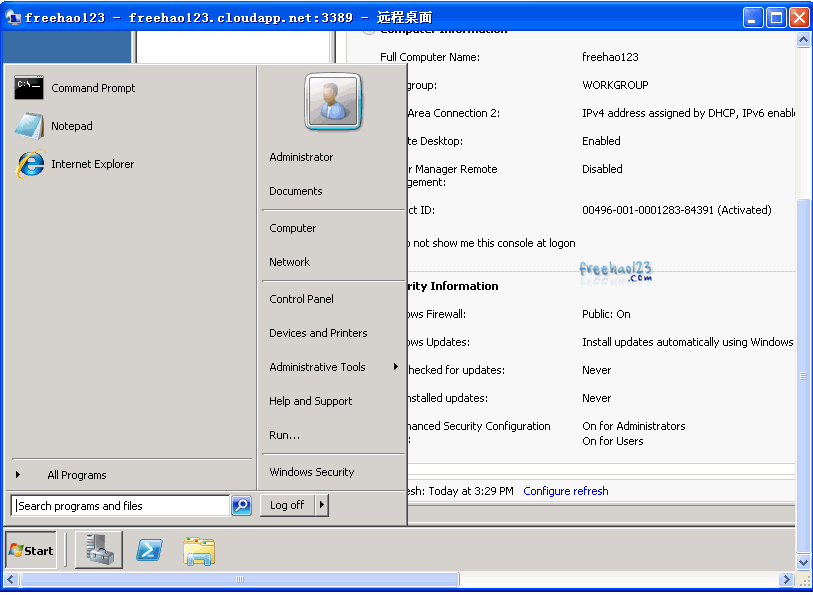 freehao123 - freehao123.cloudapp.net:3389 - 远程桌面
Computer Information
Full Computer Name: freehao123
group: WORKGROUP
Area Connection 2: IPv4 address assigned by DHCP, IPv6 enabl
te Desktop: Enabled
r Manager Remote
gement: Disabled
ct ID: 00496-001-0001283-84391 (Activated)
o not show me this console at logon
freehao123
.com
rity Information
ows Firewall: Public: On
ows Updates: Install updates automatically using Windows
hecked for updates: Never
nstalled updates: Never
hanced Security Configuration
: On for Administrators
On for Users
esh: Today at 3:29 PM Configure refresh
C:\_
Command Prompt
Notepad
Internet Explorer
All Programs
Search programs and files
Administrator
Documents
Computer
Network
Control Panel
Devices and Printers
Administrative Tools
Help and Support
Run...
Windows Security
Log off
Start